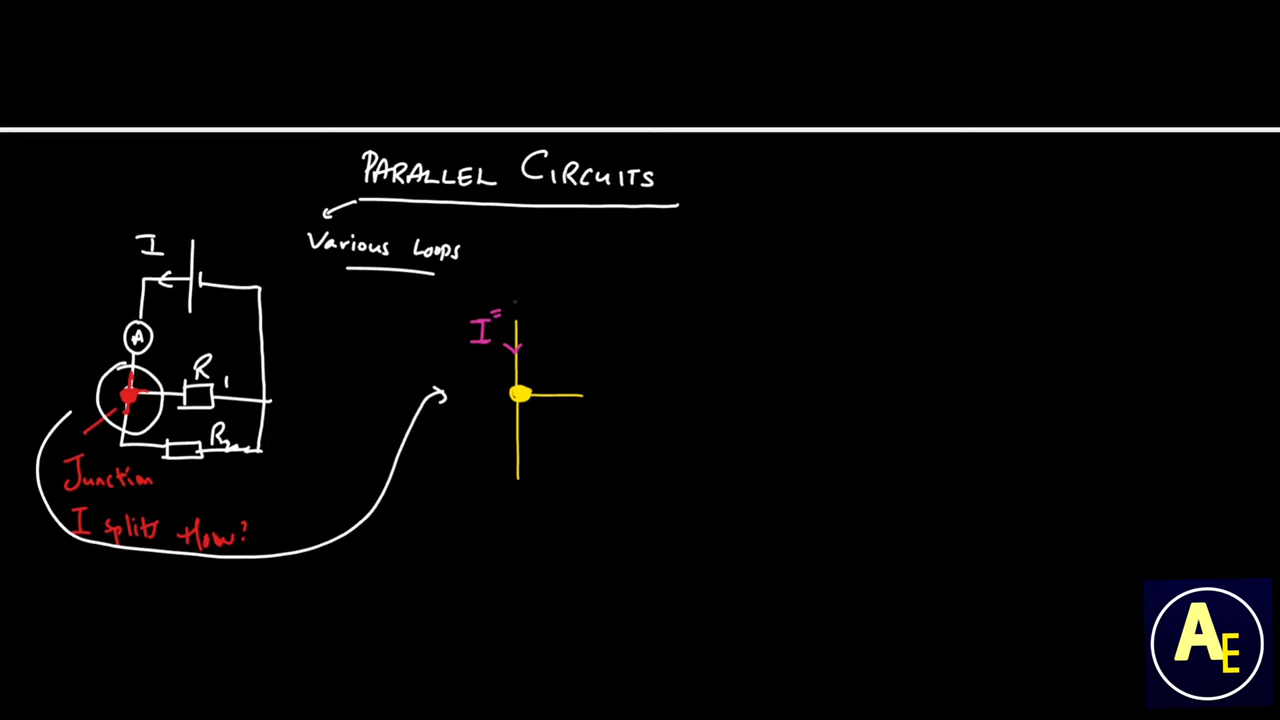 PARALLEL CIRCUITS
Various Loops
I
A
R1
R2
Junction
I splits How?
I=
AE